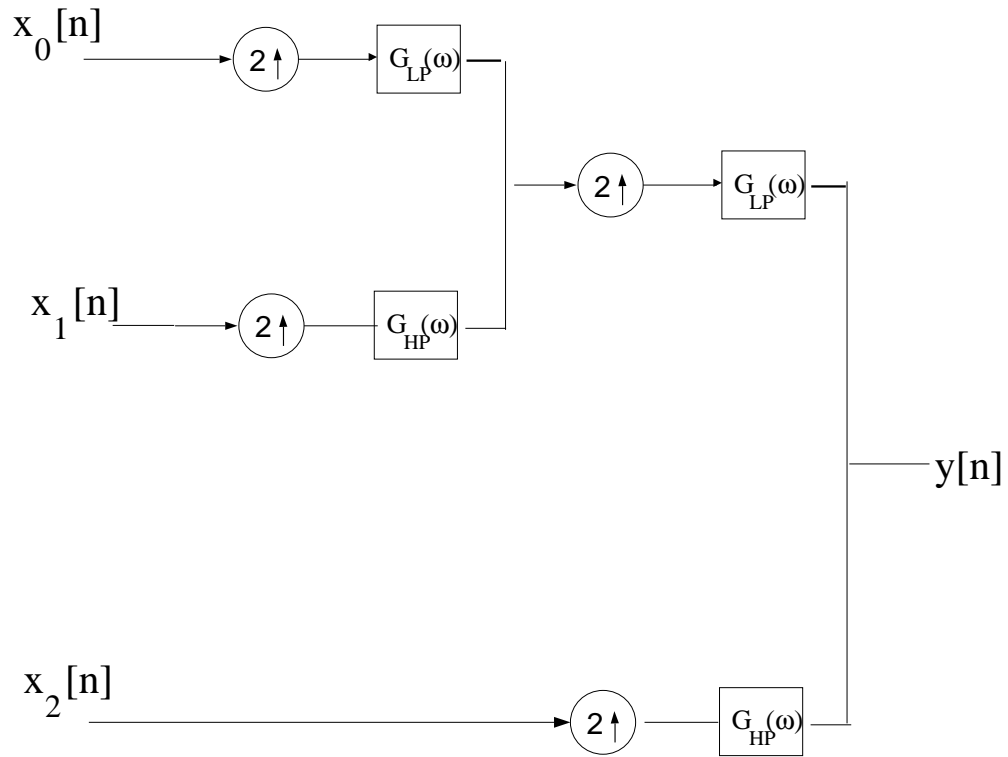 x0[n]
2↑
GLP(ω)
2↑
GLP(ω)
x1[n]
2↑
GHP(ω)
y[n]
x2[n]
2↑
GHP(ω)